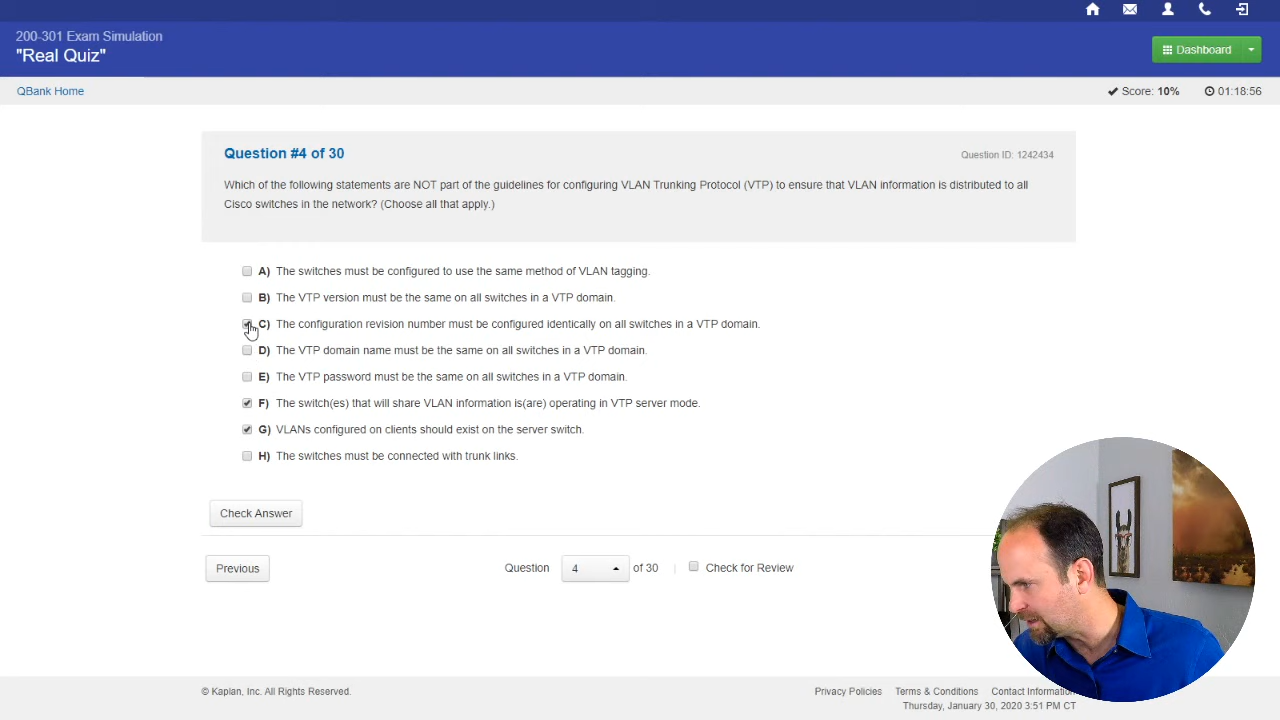 200-301 Exam Simulation
"Real Quiz"
Dashboard
QBank Home
Score: 10%
01:18:56
Question #4 of 30
Question ID: 1242434
Which of the following statements are NOT part of the guidelines for configuring VLAN Trunking Protocol (VTP) to ensure that VLAN information is distributed to all
Cisco switches in the network? (Choose all that apply.)
A) The switches must be configured to use the same method of VLAN tagging.
B) The VTP version must be the same on all switches in a VTP domain.
C) The configuration revision number must be configured identically on all switches in a VTP domain.
D) The VTP domain name must be the same on all switches in a VTP domain.
E) The VTP password must be the same on all switches in a VTP domain.
F) The switch(es) that will share VLAN information is(are) operating in VTP server mode.
G) VLANs configured on clients should exist on the server switch.
H) The switches must be connected with trunk links.
Check Answer
Previous
Question 4 of 30 | Check for Review
© Kaplan, Inc. All Rights Reserved.
Privacy Policies Terms & Conditions Contact Information
Thursday, January 30, 2020 3:51 PM CT